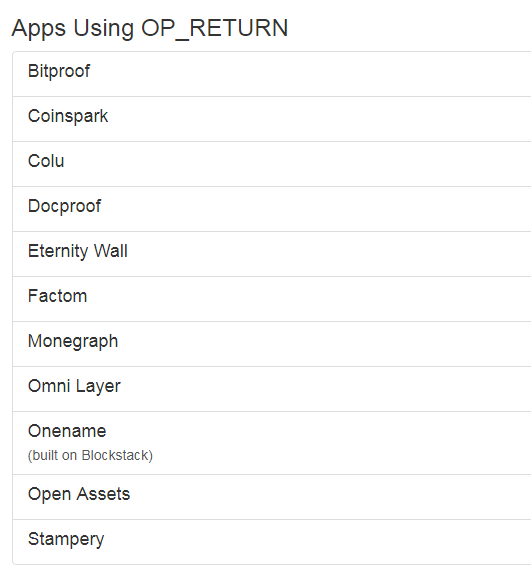 Apps Using OP_RETURN
Bitproof
Coinspark
Colu
Docproof
Eternity Wall
Factom
Monegraph
Omni Layer
Onename
(built on Blockstack)
Open Assets
Stampery